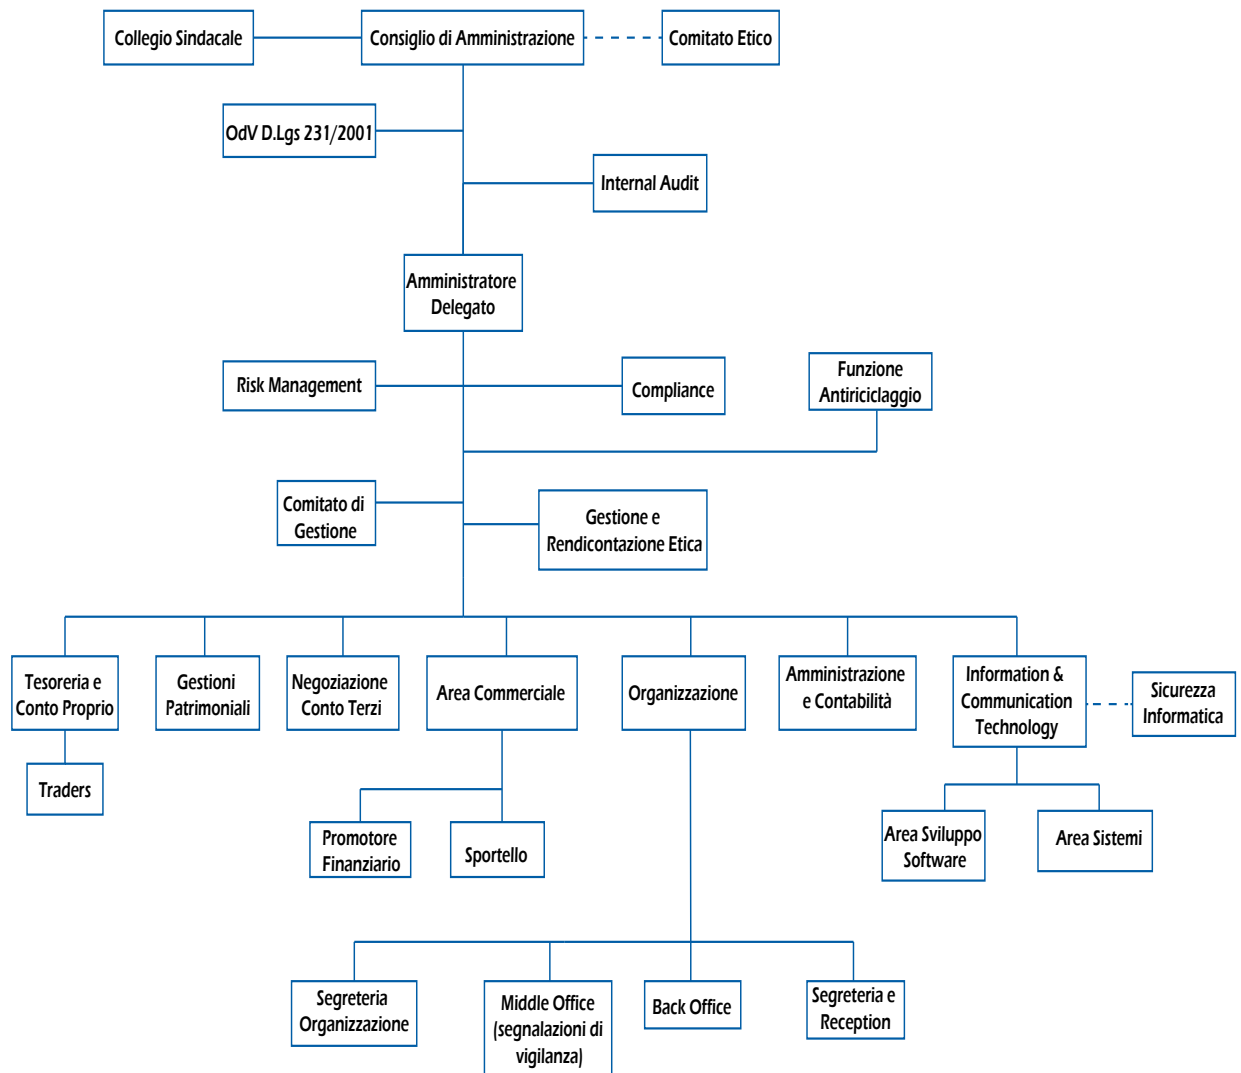 Collegio Sindacale
Consiglio di Amministrazione
Comitato Etico
OdV D.Lgs 231/2001
Internal Audit
Amministratore
Delegato
Risk Management
Compliance
Funzione
Antiriciclaggio
Comitato di
Gestione
Gestione e
Rendicontazione Etica
Tesoreria e
Conto Proprio
Gestioni
Patrimoniali
Negoziazione
Conto Terzi
Area Commerciale
Organizzazione
Amministrazione
e Contabilità
Information &
Communication
Technology
Sicurezza
Informatica
Traders
Promotore
Finanziario
Sportello
Area Sviluppo
Software
Area Sistemi
Segreteria
Organizzazione
Middle Office
(segnalazioni di
vigilanza)
Back Office
Segreteria e
Reception